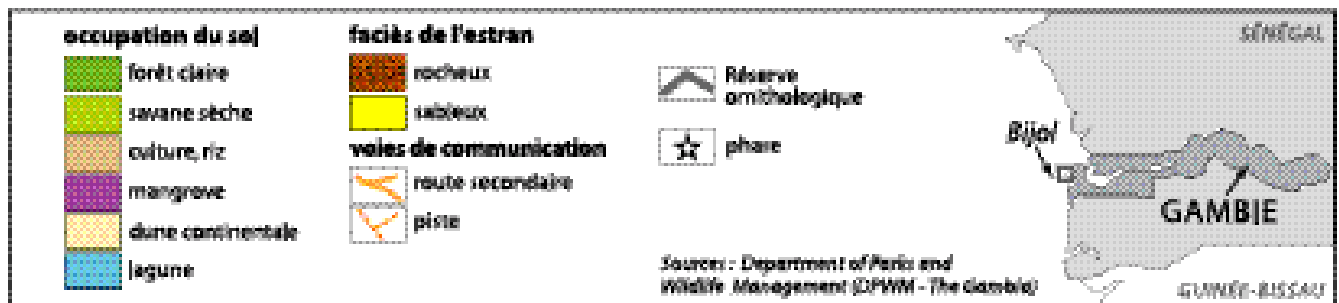 occupation du sol
forêt claire
savane sèche
culture, riz
mangrove
dune continentale
lagune
faciès de l'estran
rocheux
sableux
voies de communication
route secondaire
piste
Réserve
ornithologique
phare
Sources : Department of Parks and
Wildlife Management (DPWM - The Gambia)
SÉNÉGAL
Bijol
GAMBIE
GUINÉE-BISSAU